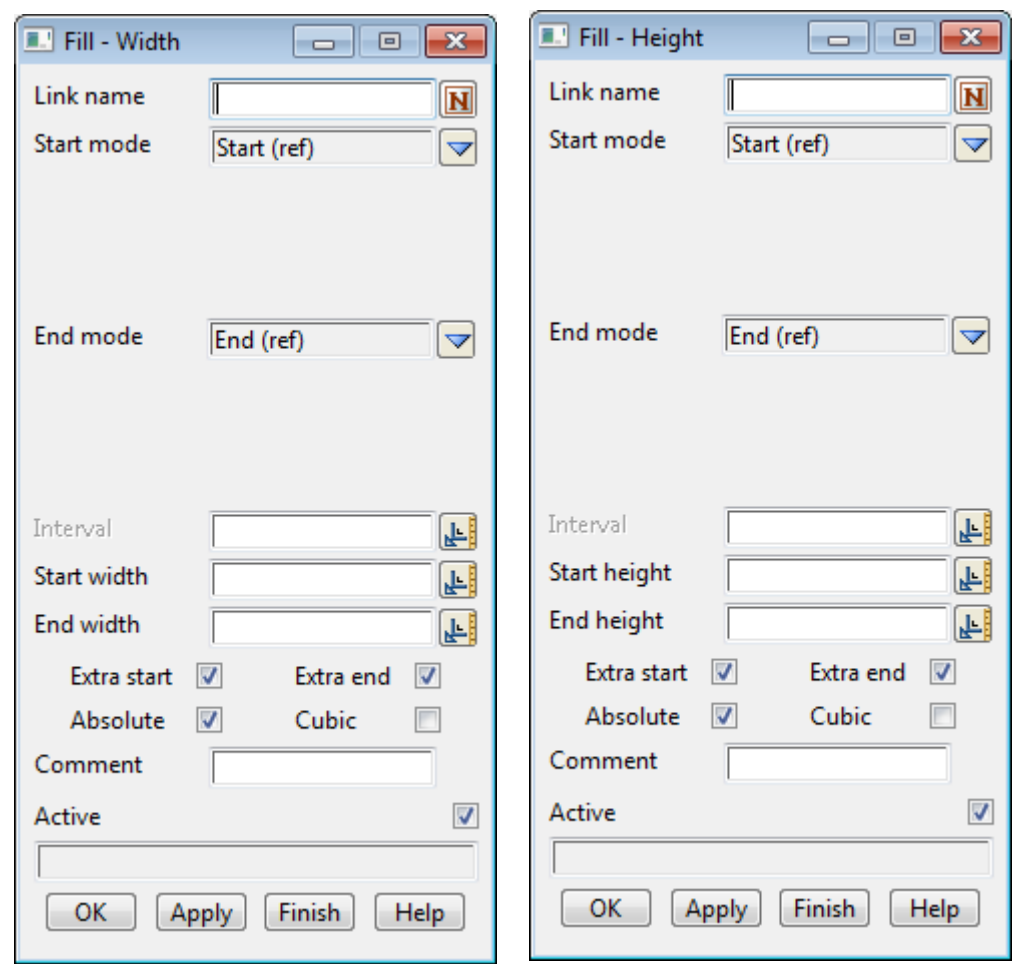 Fill - Width
Link name
N
Start mode Start (ref)
End mode End (ref)
Interval
Start width
End width
Extra start Extra end
Absolute Cubic
Comment
Active
OK Apply Finish Help
Fill - Height
Link name
N
Start mode Start (ref)
End mode End (ref)
Interval
Start height
End height
Extra start Extra end
Absolute Cubic
Comment
Active
OK Apply Finish Help